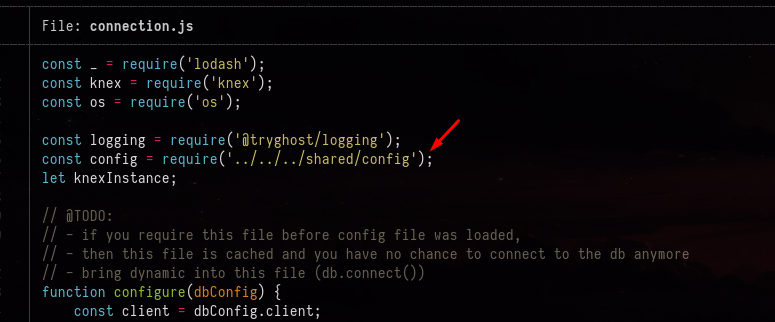 File: connection.js
const _ = require('lodash');
const knex = require('knex');
const os = require('os');
const logging = require('@tryghost/logging');
const config = require('../../../shared/config');
let knexInstance;
// @TODO:
// - if you require this file before config file was loaded,
// - then this file is cached and you have no chance to connect to the db anymore
// - bring dynamic into this file (db.connect())
function configure(dbConfig) {
const client = dbConfig.client;